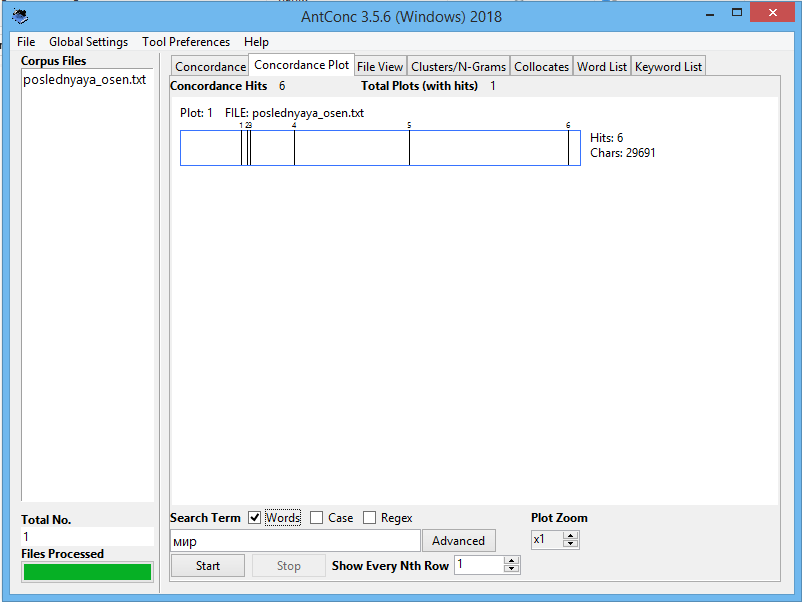 AntConc 3.5.6 (Windows) 2018
File Global Settings Tool Preferences Help
Corpus Files
poslednyaya_osen.txt
Total No.
1
Files Processed
Concordance Concordance Plot File View Clusters/N-Grams Collocates Word List Keyword List
Concordance Hits 6 Total Plots (with hits) 1
Plot: 1 FILE: poslednyaya_osen.txt
1 2 3 4 5 6
Hits: 6
Chars: 29691
Search Term Words Case Regex Plot Zoom
мир Advanced x1
Start Stop Show Every Nth Row 1